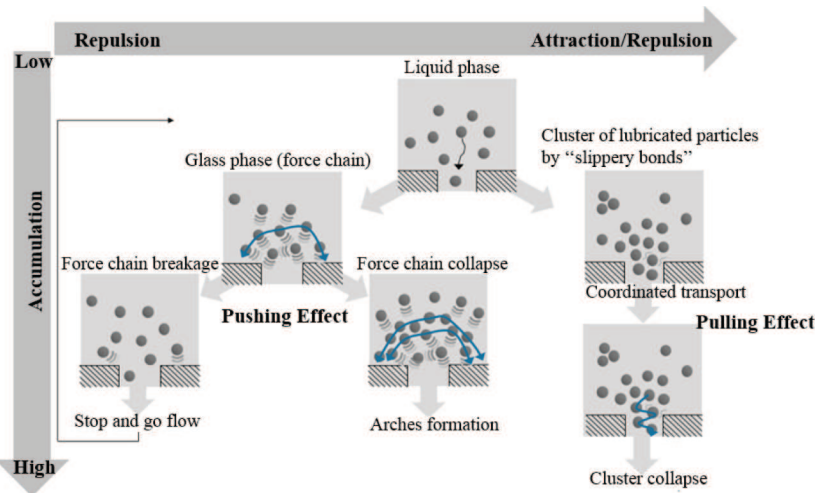 Repulsion
Attraction/Repulsion
Low
Liquid phase
Cluster of lubricated particles
by “slippery bonds”
Glass phase (force chain)
Accumulation
Force chain breakage
Force chain collapse
Coordinated transport
Pushing Effect
Pulling Effect
Stop and go flow
Arches formation
High
Cluster collapse